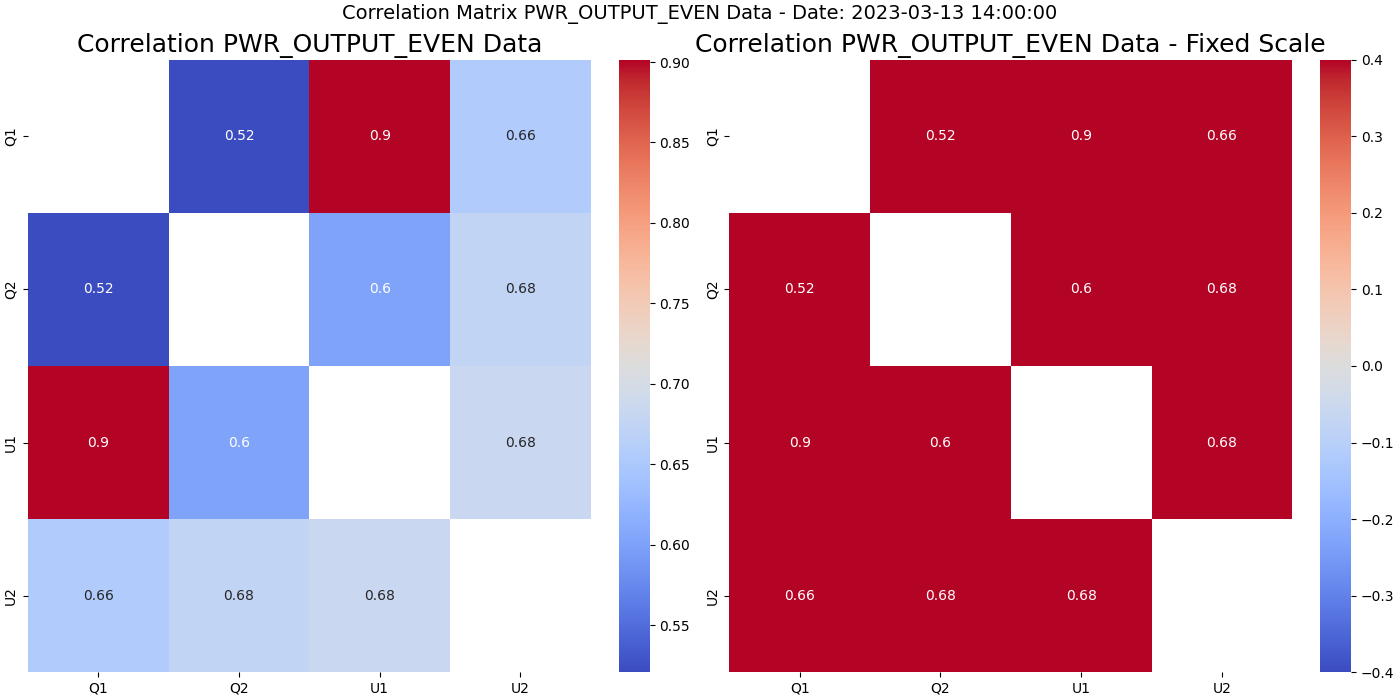 Correlation Matrix PWR_OUTPUT_EVEN Data - Date: 2023-03-13 14:00:00
Correlation PWR_OUTPUT_EVEN Data
Q1
0.52
0.9
0.66
Q2
0.52
0.6
0.68
U1
0.9
0.6
0.68
U2
0.66
0.68
0.68
Q1
Q2
U1
U2
0.90
0.85
0.80
0.75
0.70
0.65
0.60
0.55
Correlation PWR_OUTPUT_EVEN Data - Fixed Scale
Q1
0.52
0.9
0.66
Q2
0.52
0.6
0.68
U1
0.9
0.6
0.68
U2
0.66
0.68
0.68
Q1
Q2
U1
U2
0.4
0.3
0.2
0.1
0.0
−0.1
−0.2
−0.3
−0.4